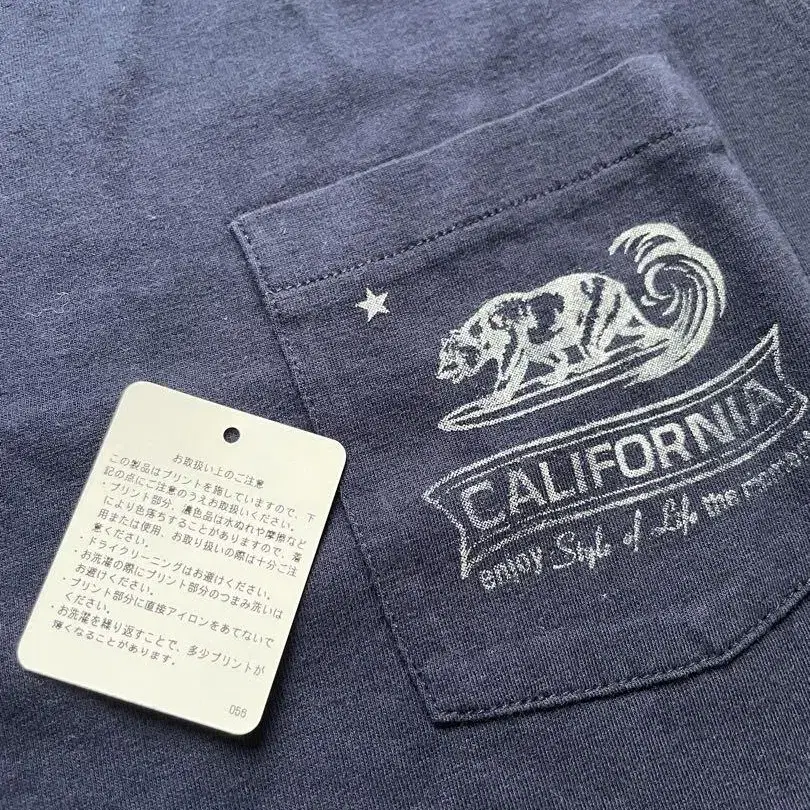 お取扱い上のご注意
この製品はプリントを施していますので、下
記の点にご注意のうえお取扱いください。
・プリント部分、濃色品は水ぬれや摩擦など
により色落ちすることがありますので、着
用または使用、お取り扱いの際は十分ご注
意ください。
・ドライクリーニングはお避けください。
・お洗濯の際にプリント部分のつまみ洗いは
お避けください。
・プリント部分に直接アイロンをあてないで
ください。
・お洗濯を繰り返すことで、多少プリントが
薄くなることがあります。
056
CALIFORNIA
enjoy Style of Life the